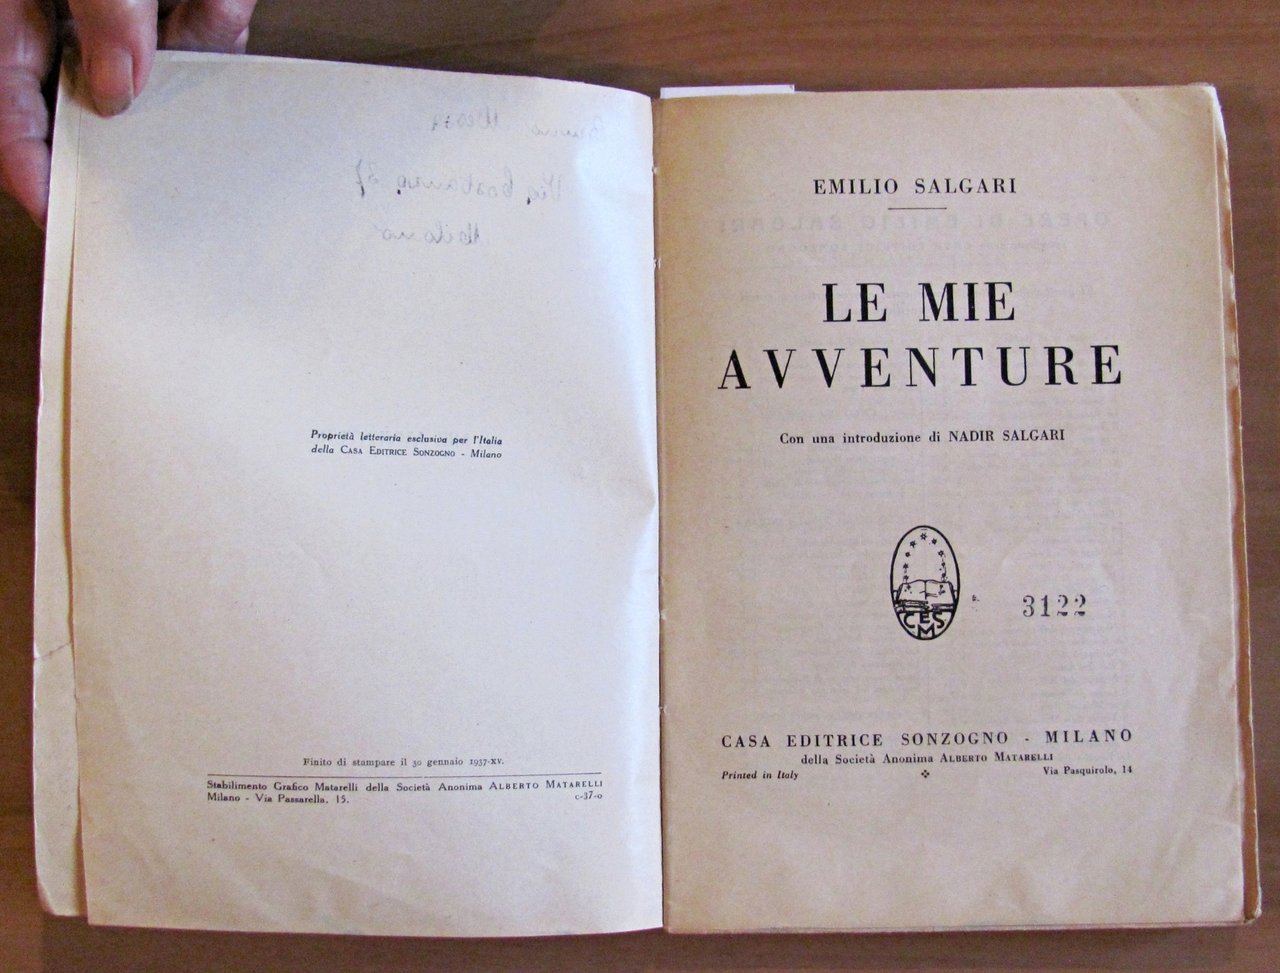 Proprietà letteraria esclusiva per l'Italia
della CASA EDITRICE SONZOGNO - Milano
Finito di stampare il 30 gennaio 1937-XV.
Stabilimento Grafico Matarelli della Società Anonima ALBERTO MATARELLI
Milano - Via Passarella, 15.
c-37-o
EMILIO SALGARI
LE MIE
AVVENTURE
Con una introduzione di NADIR SALGARI
CES
M
3122
CASA EDITRICE SONZOGNO - MILANO
della Società Anonima ALBERTO MATARELLI
Printed in Italy
Via Pasquirolo, 14